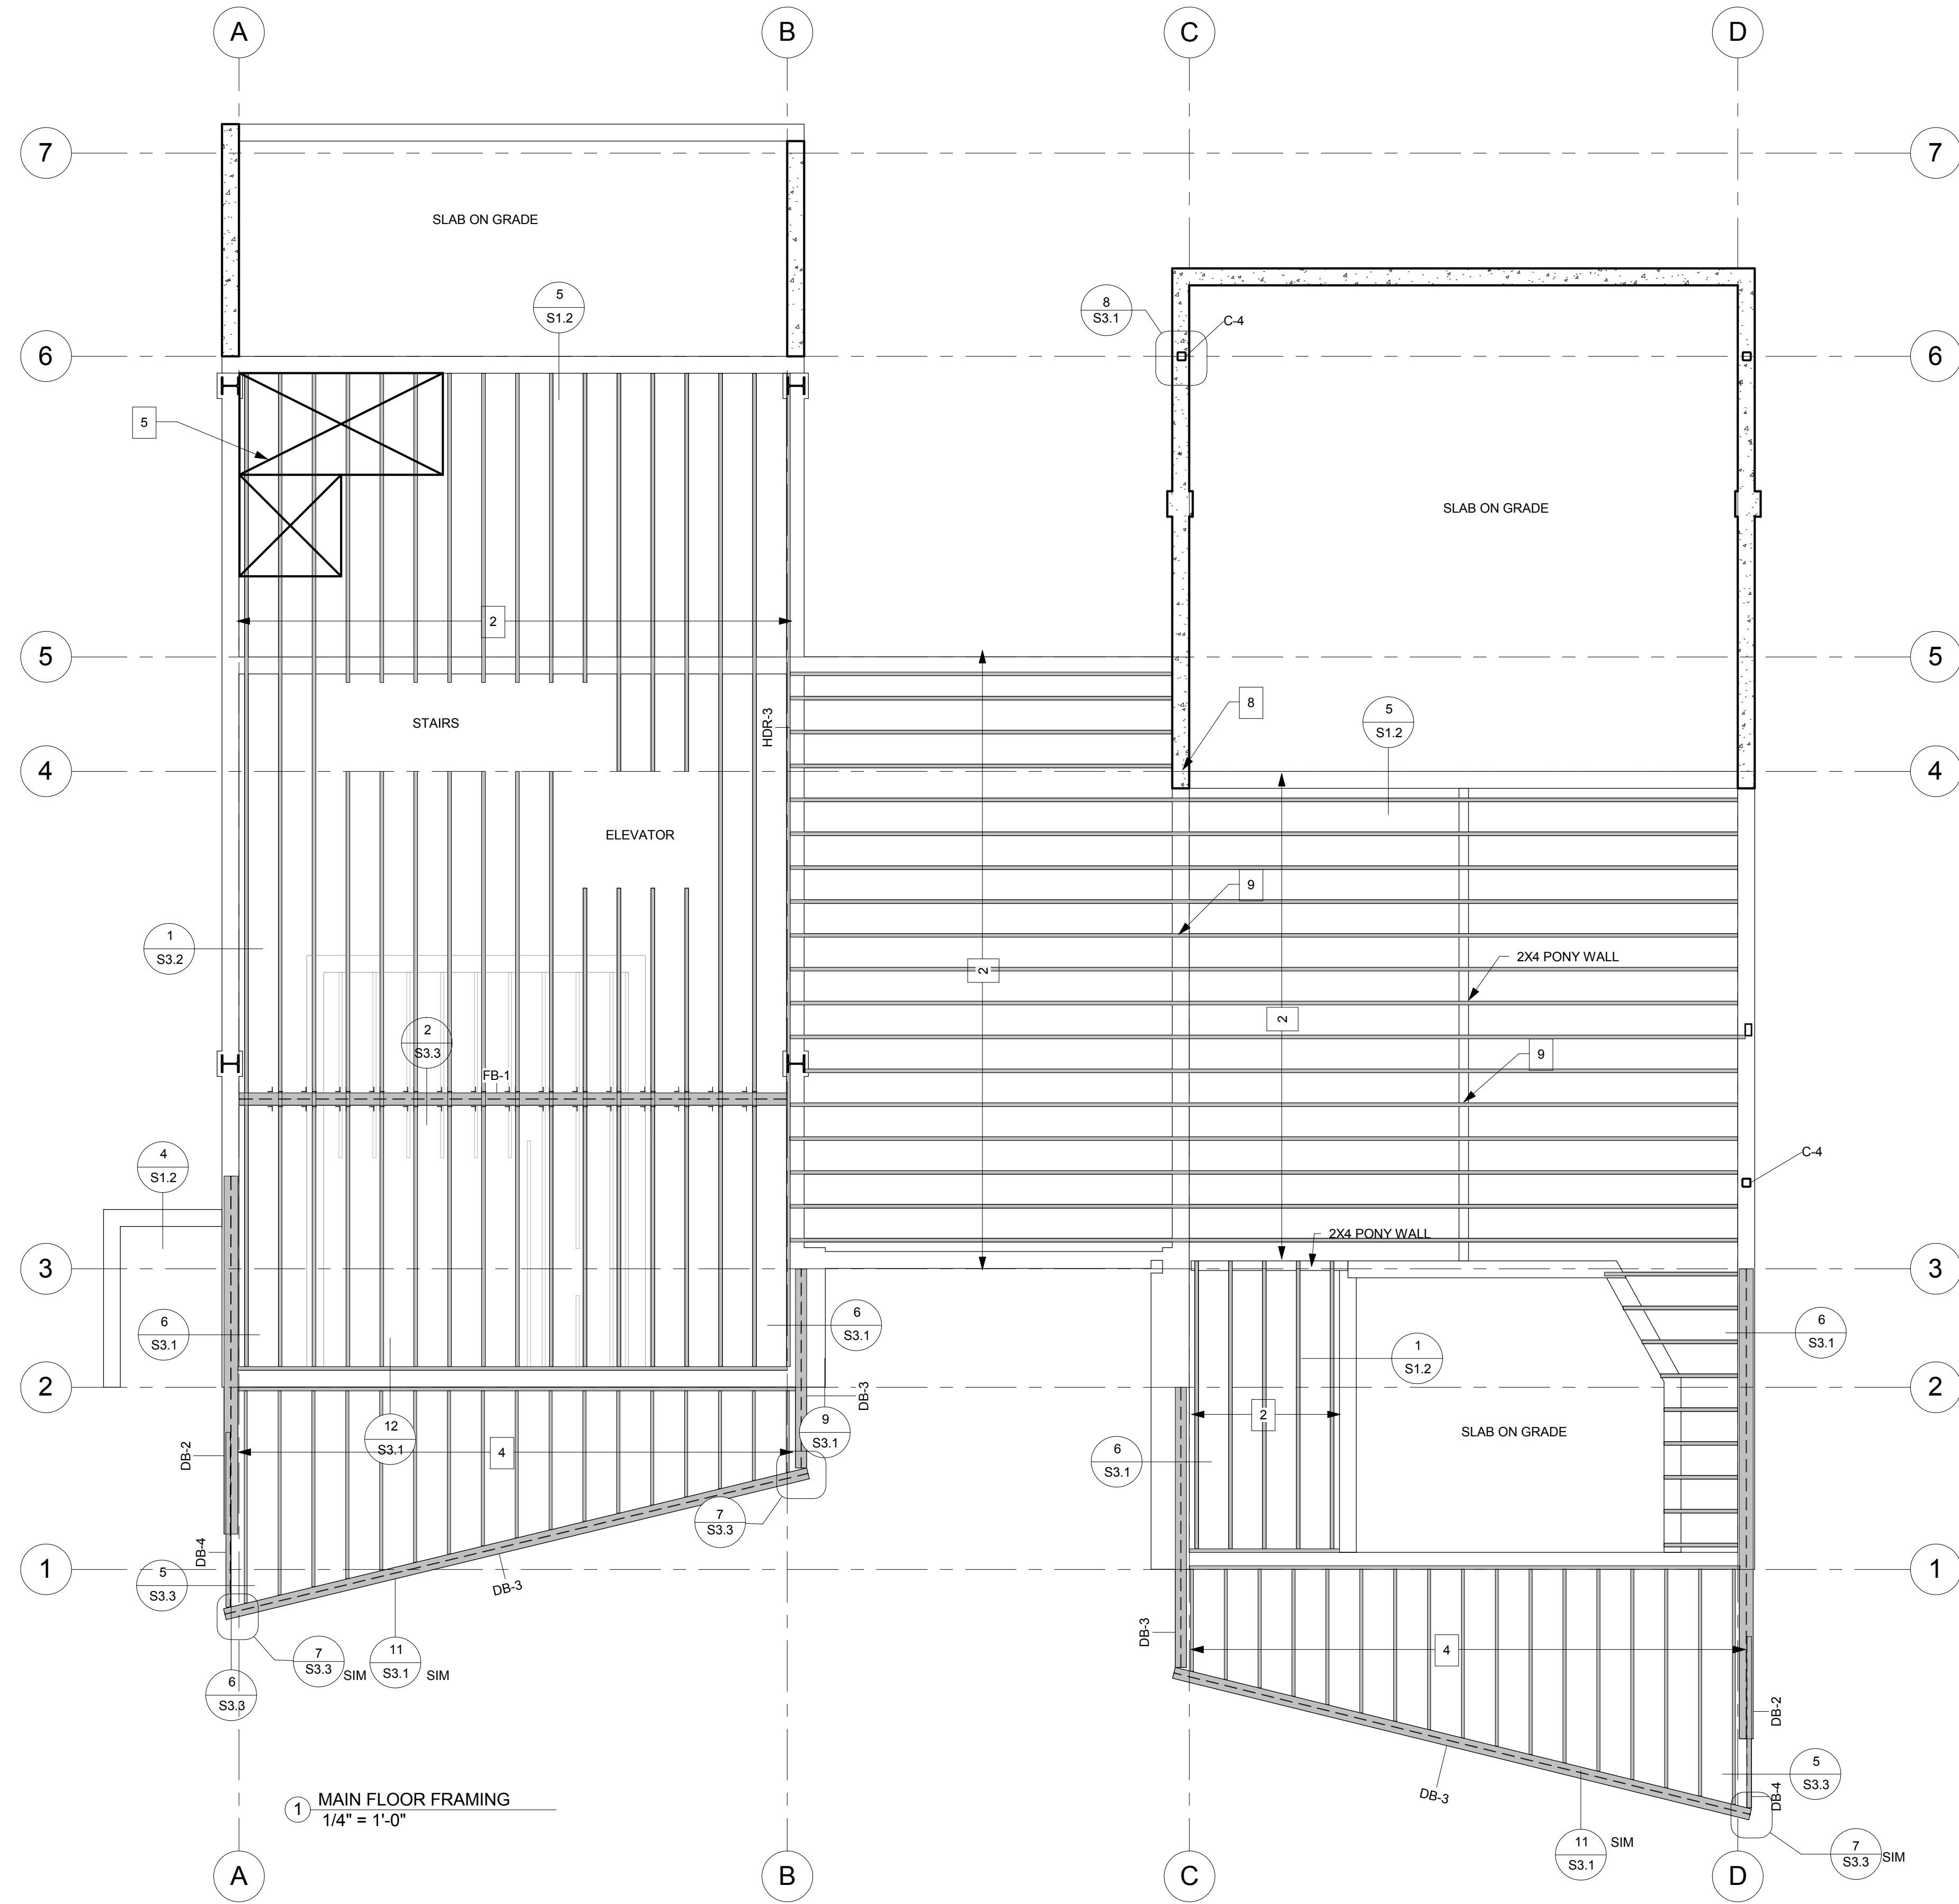 A
B
C
D
7
7
SLAB ON GRADE
5
S1.2
8
S3.1
C-4
6
6
5
SLAB ON GRADE
2
5
5
STAIRS
HDR-3
8
5
S1.2
4
4
ELEVATOR
9
1
S3.2
2X4 PONY WALL
2
2
2
S3.3
9
FB-1
4
S1.2
C-4
2X4 PONY WALL
3
3
6
S3.1
6
S3.1
6
S3.1
1
S1.2
2
2
DB-3
2
12
S3.1
9
S3.1
SLAB ON GRADE
DB-2
4
6
S3.1
7
S3.3
DB-4
1
1
5
S3.3
DB-3
DB-3
7
S3.3
SIM
11
S3.1
SIM
4
6
S3.3
DB-2
5
S3.3
DB-3
DB-4
1
MAIN FLOOR FRAMING
1/4" = 1'-0"
11
S3.1
SIM
7
S3.3
SIM
A
B
C
D